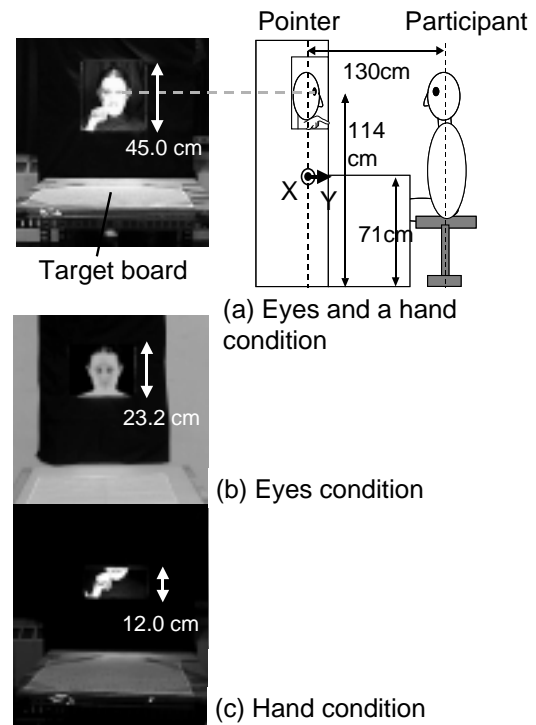 Pointer Participant
130cm
45.0 cm
114
cm
X Y
71cm
Target board
(a) Eyes and a hand
condition
23.2 cm
(b) Eyes condition
12.0 cm
(c) Hand condition